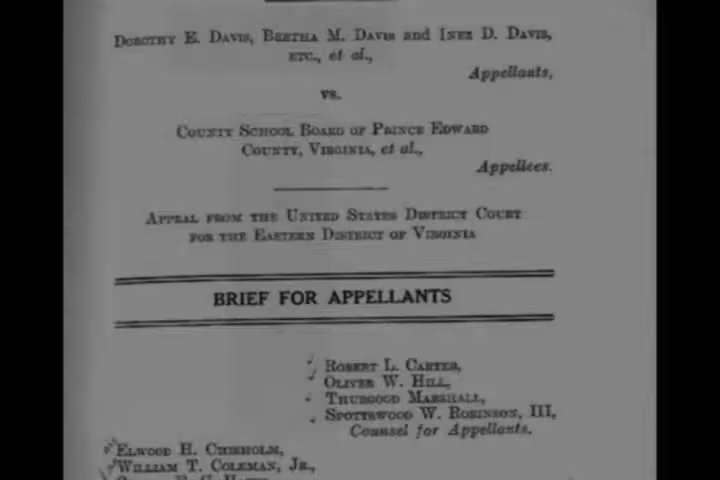 DOROTHY E. DAVIS, BERTHA M. DAVIS and INEZ D. DAVIS,
ETC., et al.,
Appellants,
vs.
COUNTY SCHOOL BOARD OF PRINCE EDWARD
COUNTY, VIRGINIA, et al.,
Appellees.
APPEAL FROM THE UNITED STATES DISTRICT COURT
FOR THE EASTERN DISTRICT OF VIRGINIA
BRIEF FOR APPELLANTS
ROBERT L. CARTER,
OLIVER W. HILL,
THURGOOD MARSHALL,
SPOTTSWOOD W. ROBINSON, III,
Counsel for Appellants.
ELWOOD H. CHISHOLM,
WILLIAM T. COLEMAN, JR.,